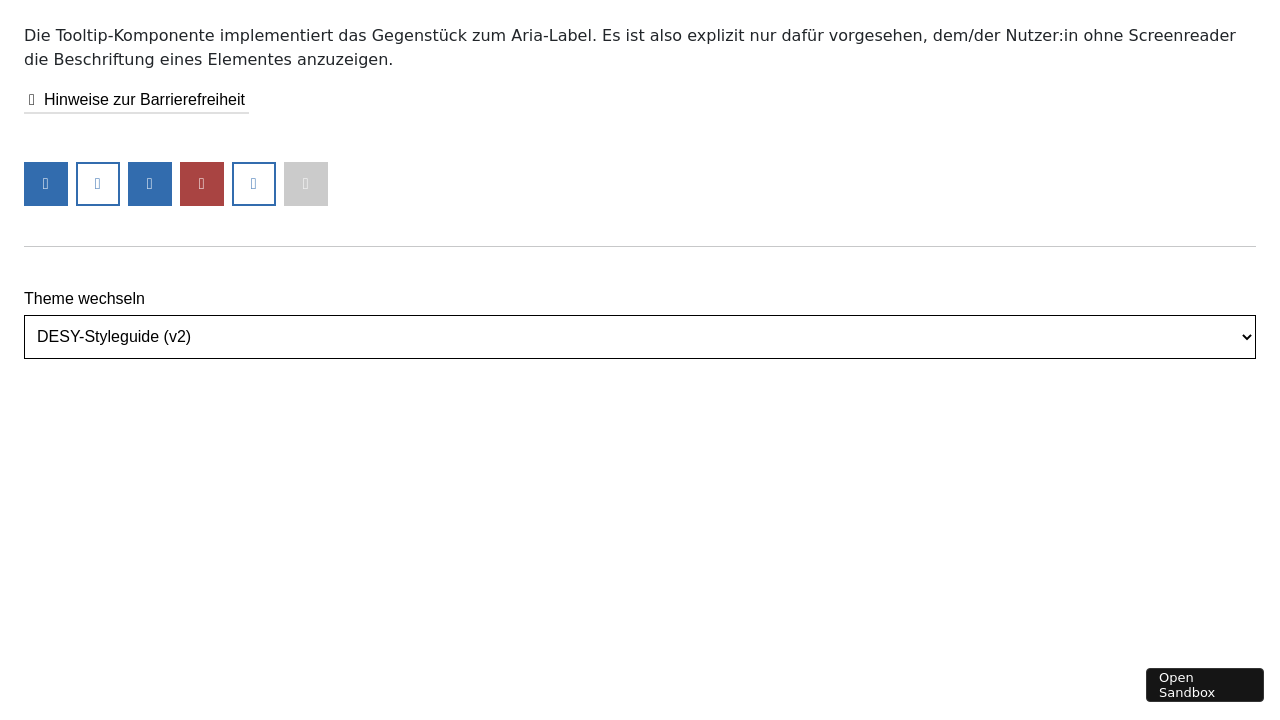 Die Tooltip-Komponente implementiert das Gegenstück zum Aria-Label. Es ist also explizit nur dafür vorgesehen, dem/der Nutzer:in ohne Screenreader
die Beschriftung eines Elementes anzuzeigen.
Hinweise zur Barrierefreiheit
Theme wechseln
DESY-Styleguide (v2)
Open
Sandbox